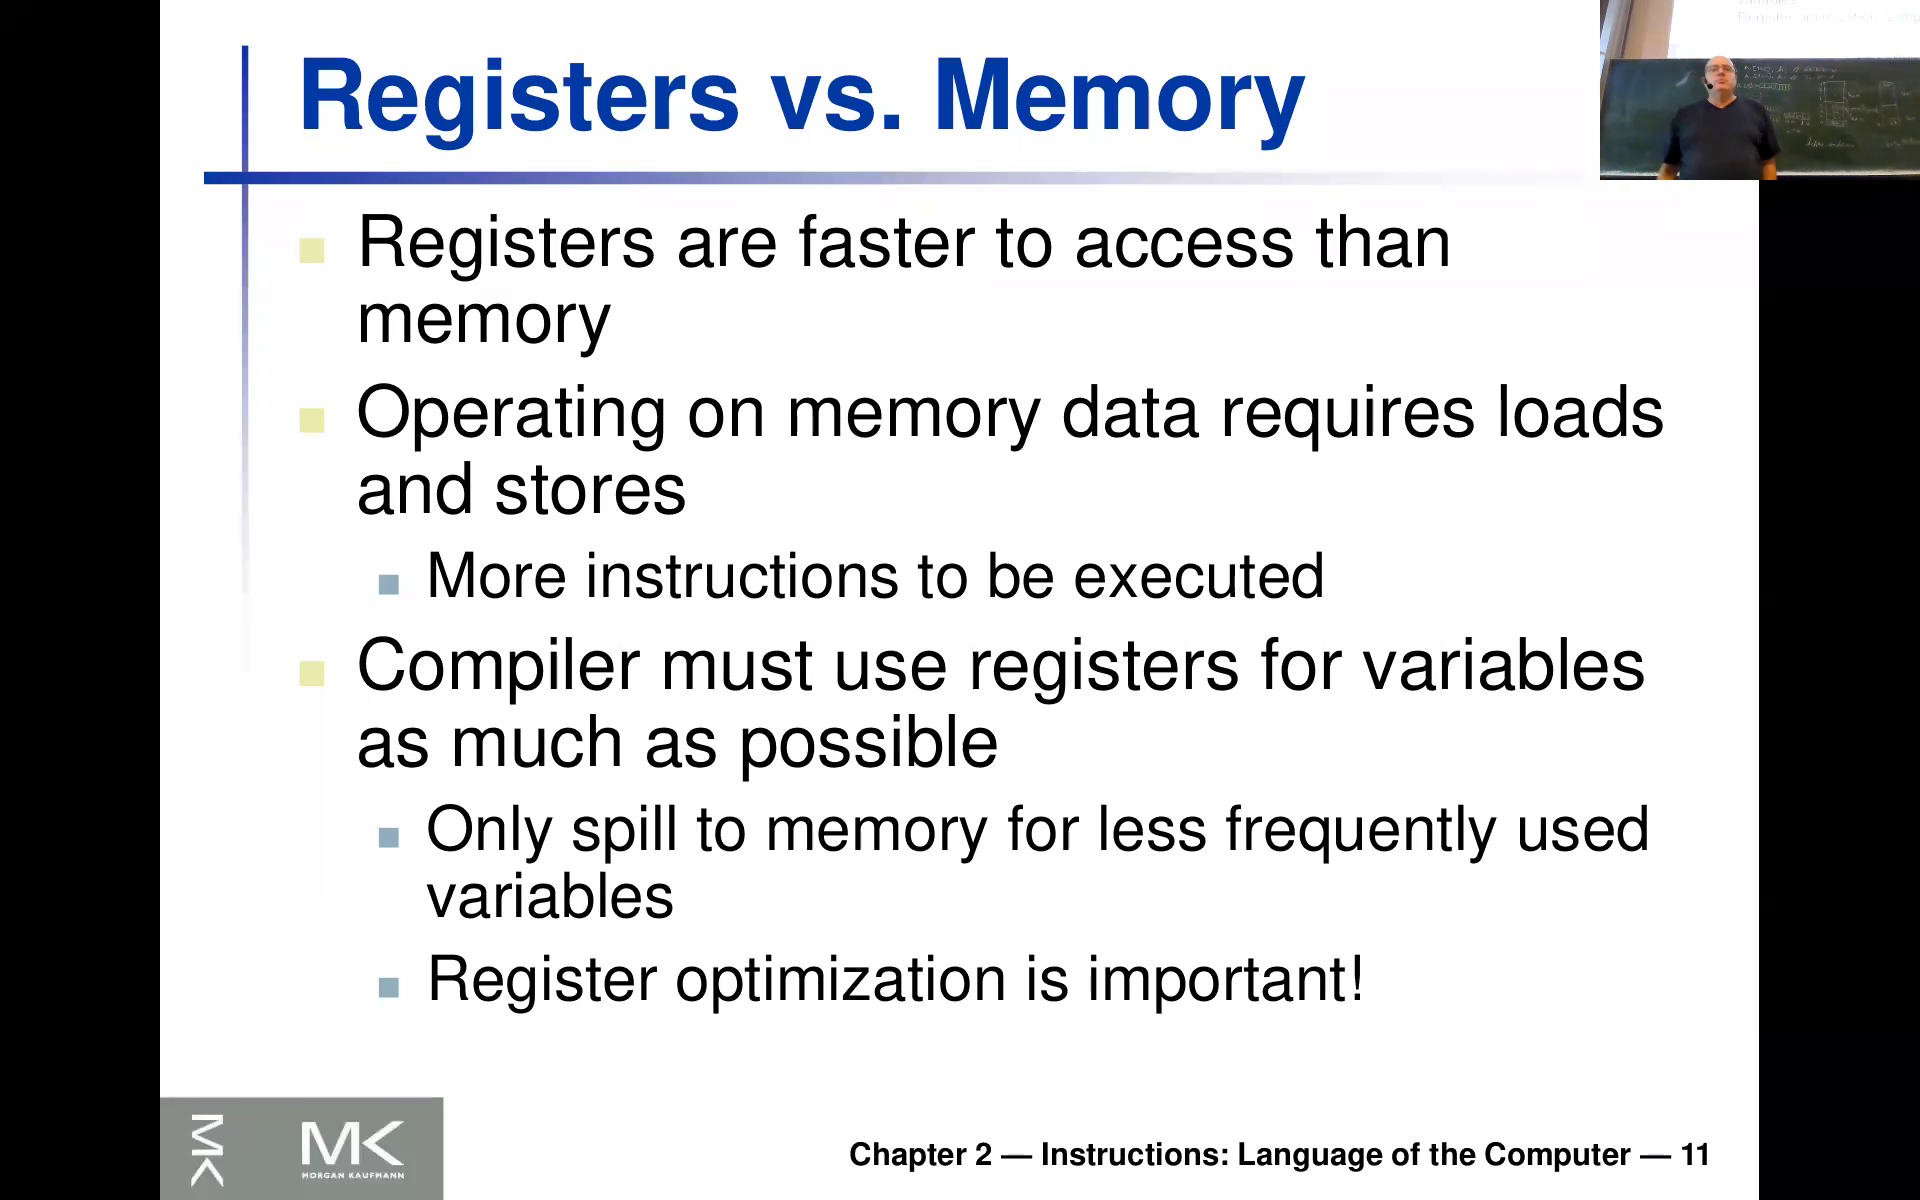 Registers vs. Memory
Registers are faster to access than
memory
Operating on memory data requires loads
and stores
More instructions to be executed
Compiler must use registers for variables
as much as possible
Only spill to memory for less frequently used
variables
Register optimization is important!
MK
MK
MORGAN KAUFMANN
Chapter 2 — Instructions: Language of the Computer — 11